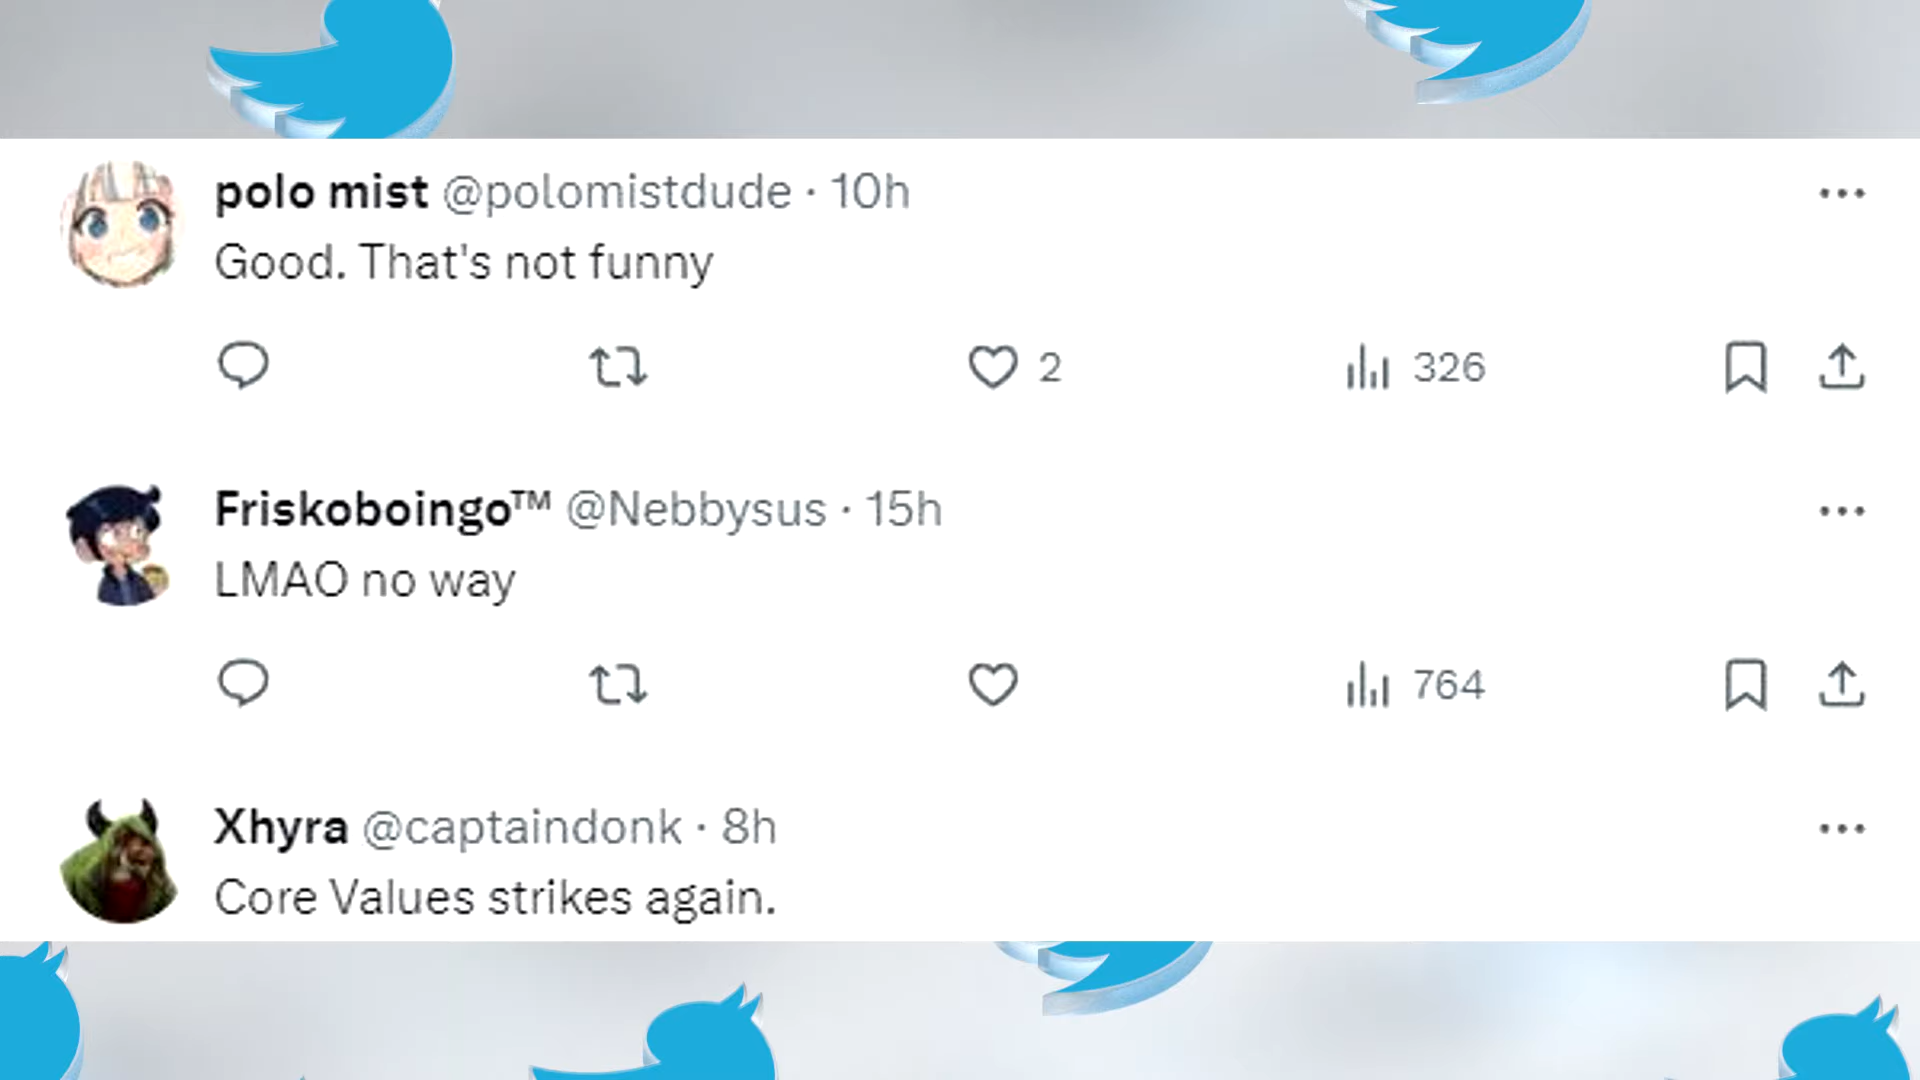 polo mist @polomistdude · 10h
Good. That's not funny
2 326
Friskoboingo™ @Nebbysus · 15h
LMAO no way
764
Xhyra @captaindonk · 8h
Core Values strikes again.